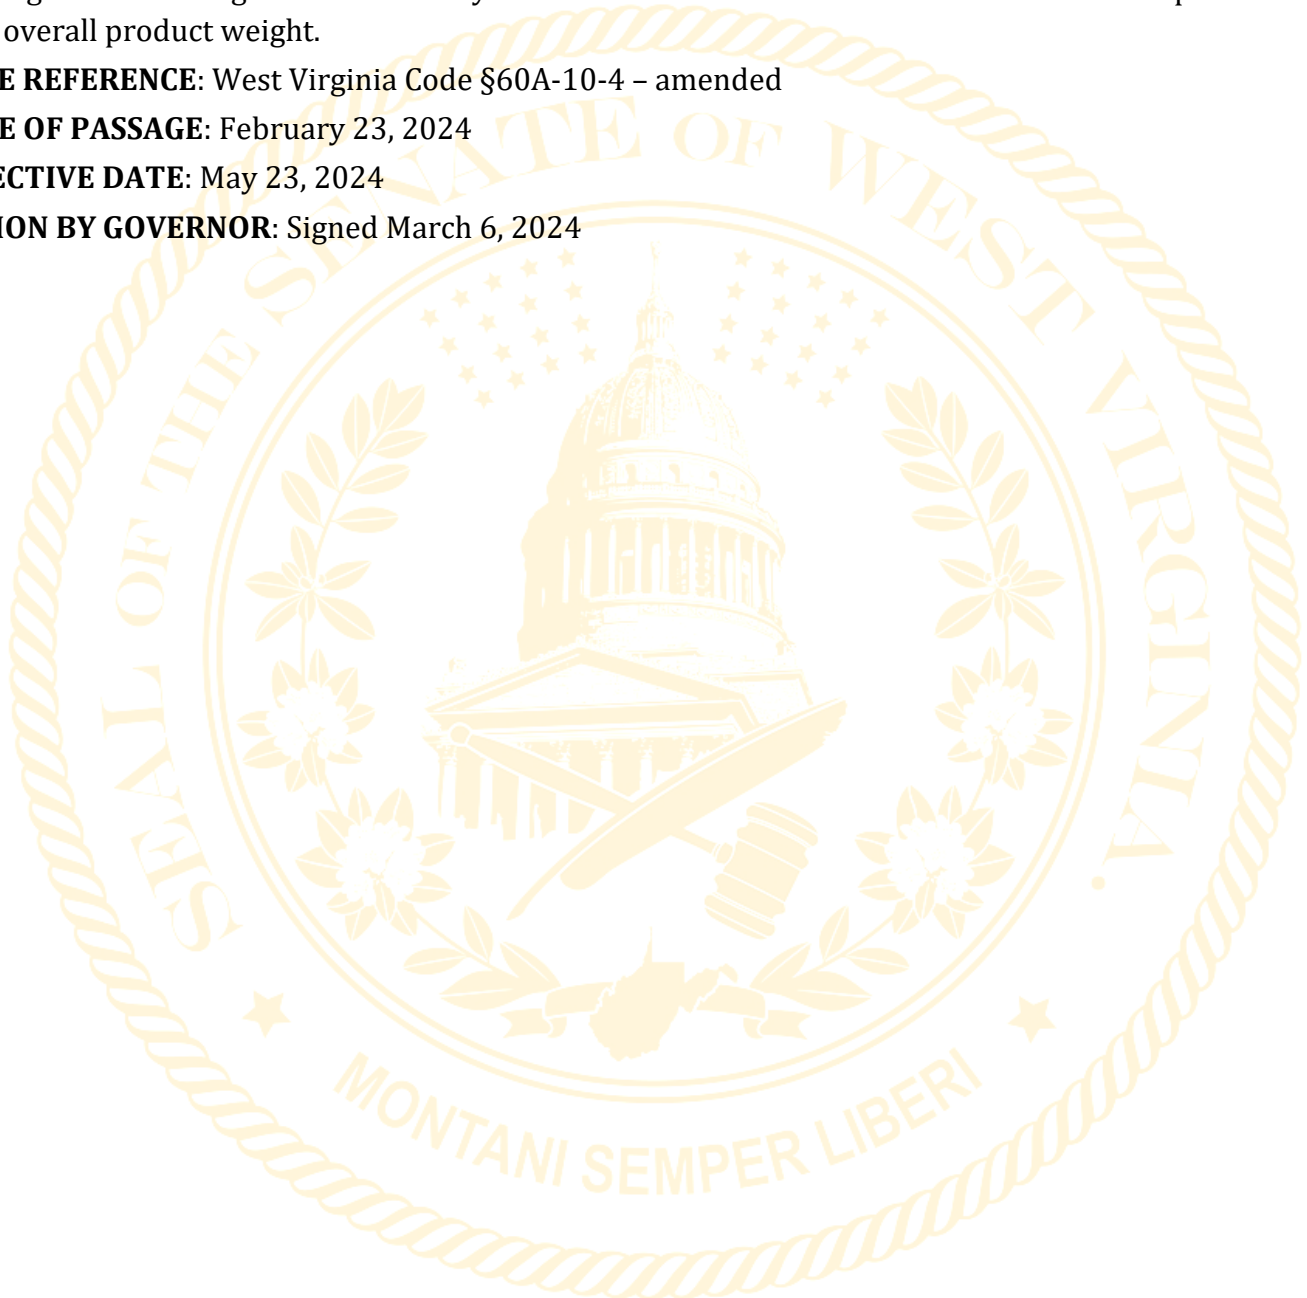 overall product weight.
E REFERENCE: West Virginia Code §60A-10-4 – amended
E OF PASSAGE: February 23, 2024
ECTIVE DATE: May 23, 2024
ION BY GOVERNOR: Signed March 6, 2024
SEAL OF THE SENATE OF WEST VIRGINIA.
MONTANI SEMPER LIBERI